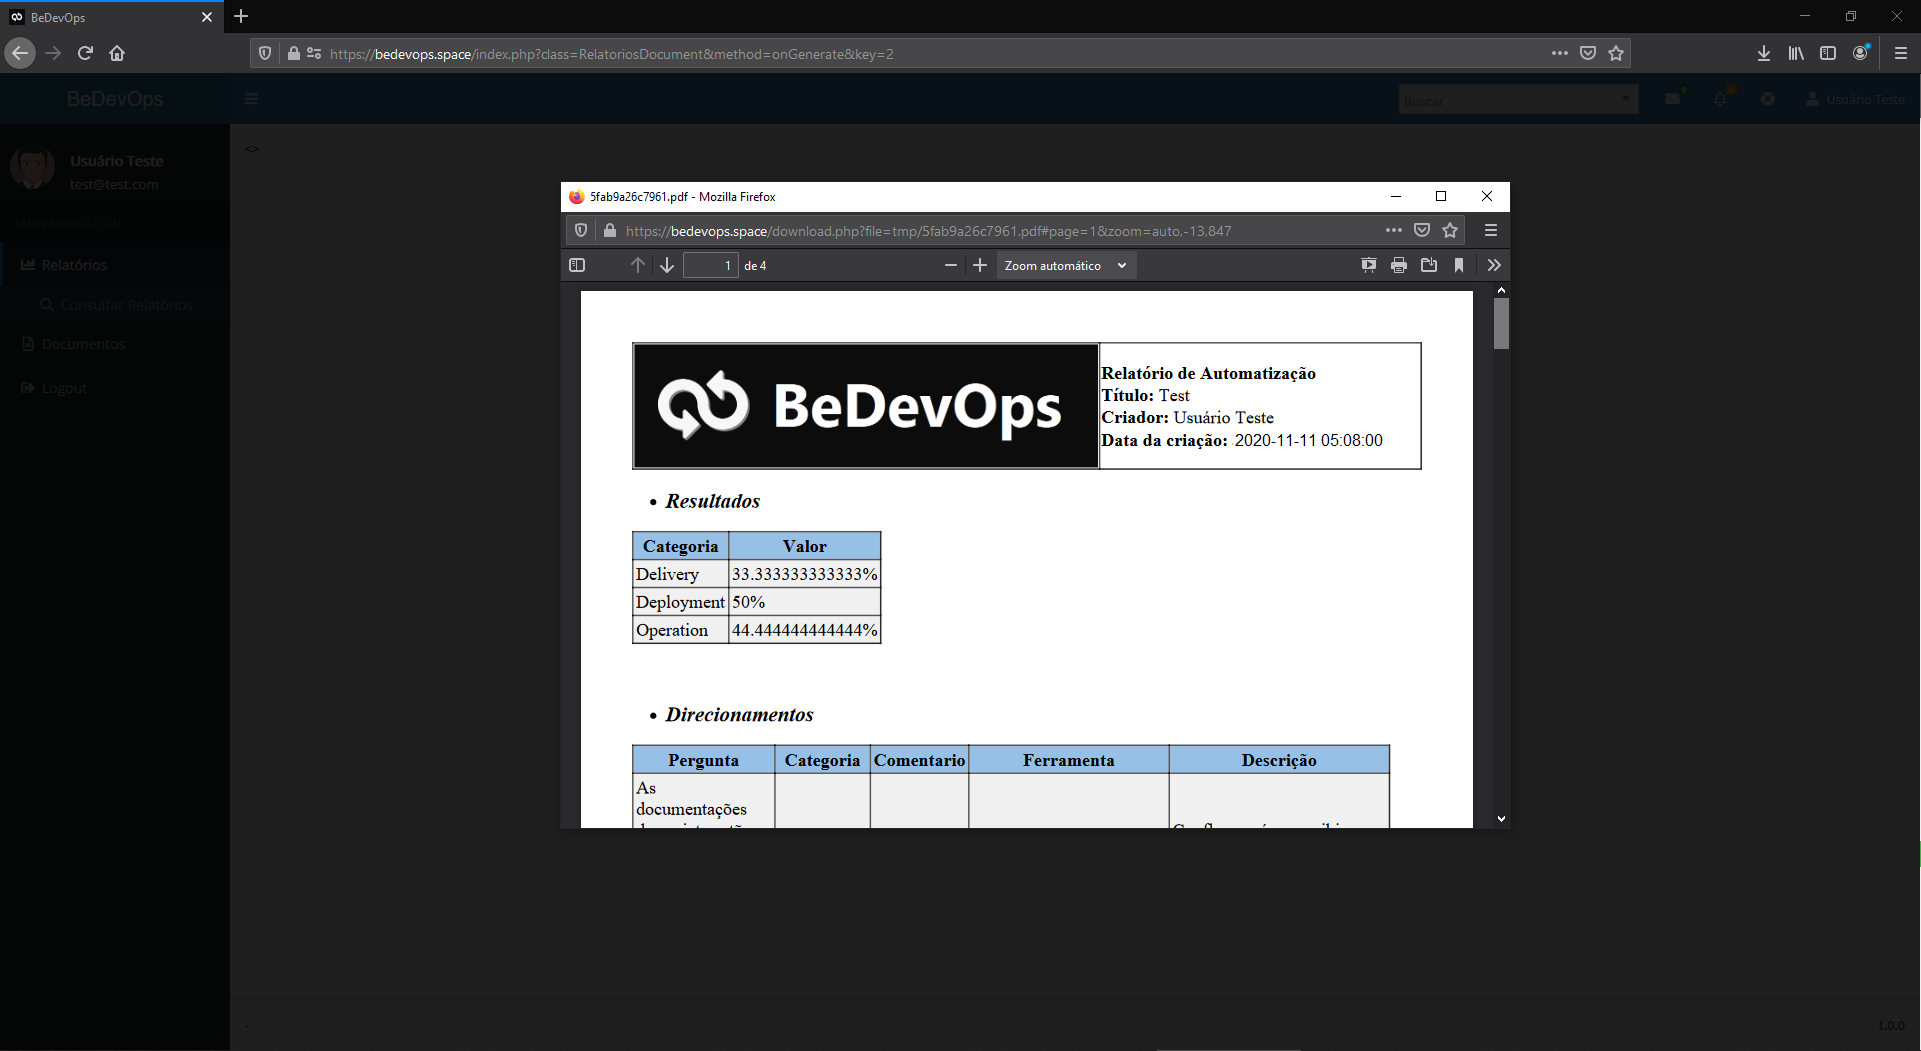 BeDevOps
https://bedevops.space/index.php?class=RelatoriosDocument&method=onGenerate&key=2
BeDevOps
Buscar
Usuário Teste
<>
Usuário Teste
test@test.com
MAIN NAVIGATION
Relatórios
Consultar Relatórios
Documentos
Logout
5fab9a26c7961.pdf - Mozilla Firefox
https://bedevops.space/download.php?file=tmp/5fab9a26c7961.pdf#page=1&zoom=auto,-13,847
1 de 4
Zoom automático
BeDevOps
Relatório de Automatização
Título: Test
Criador: Usuário Teste
Data da criação: 2020-11-11 05:08:00
• Resultados
Categoria Valor
Delivery 33.333333333333%
Deployment 50%
Operation 44.444444444444%
• Direcionamentos
Pergunta Categoria Comentario Ferramenta Descrição
As
documentações
-
1.0.0